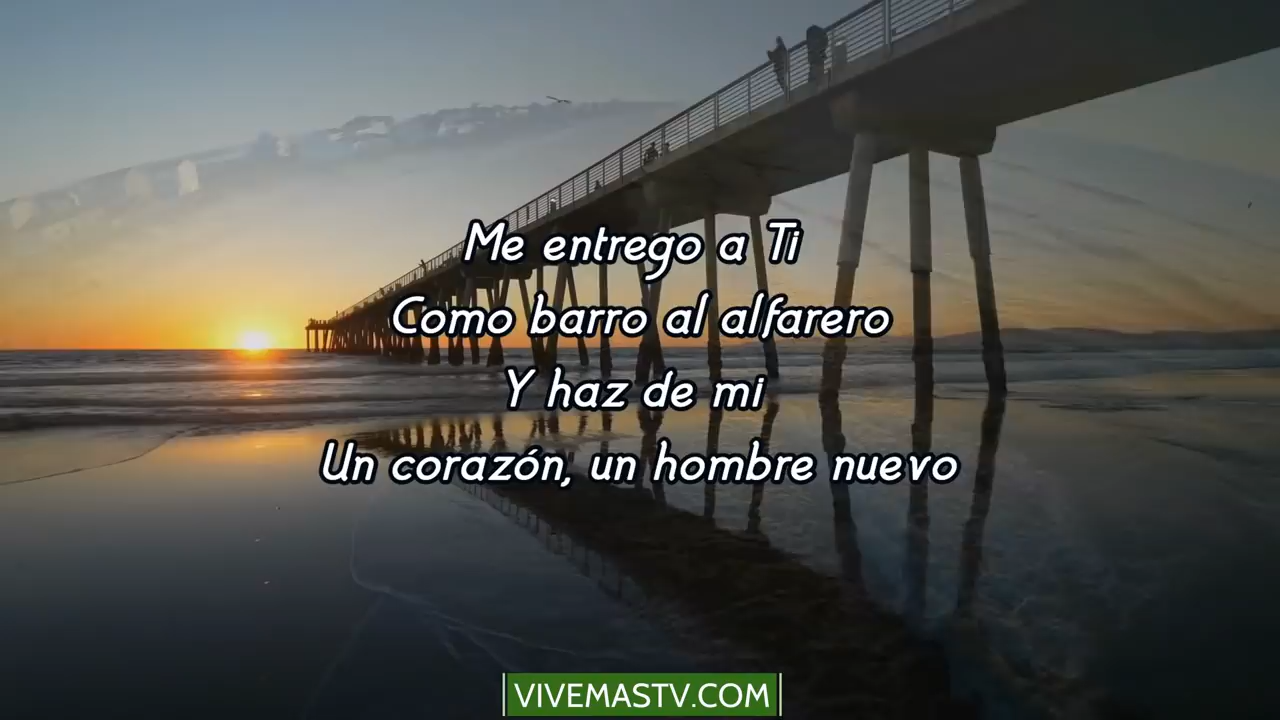 Me entrego a Ti
Como barro al alfarero
Y haz de mi
Un corazón, un hombre nuevo
VIVEMASTV.COM